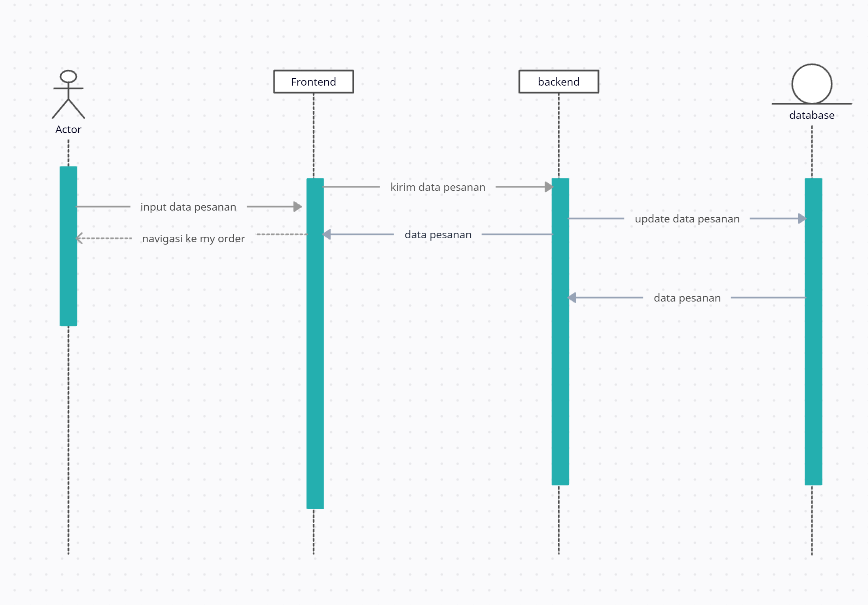 Frontend
backend
Actor
database
kirim data pesanan
input data pesanan
update data pesanan
navigasi ke my order
data pesanan
data pesanan